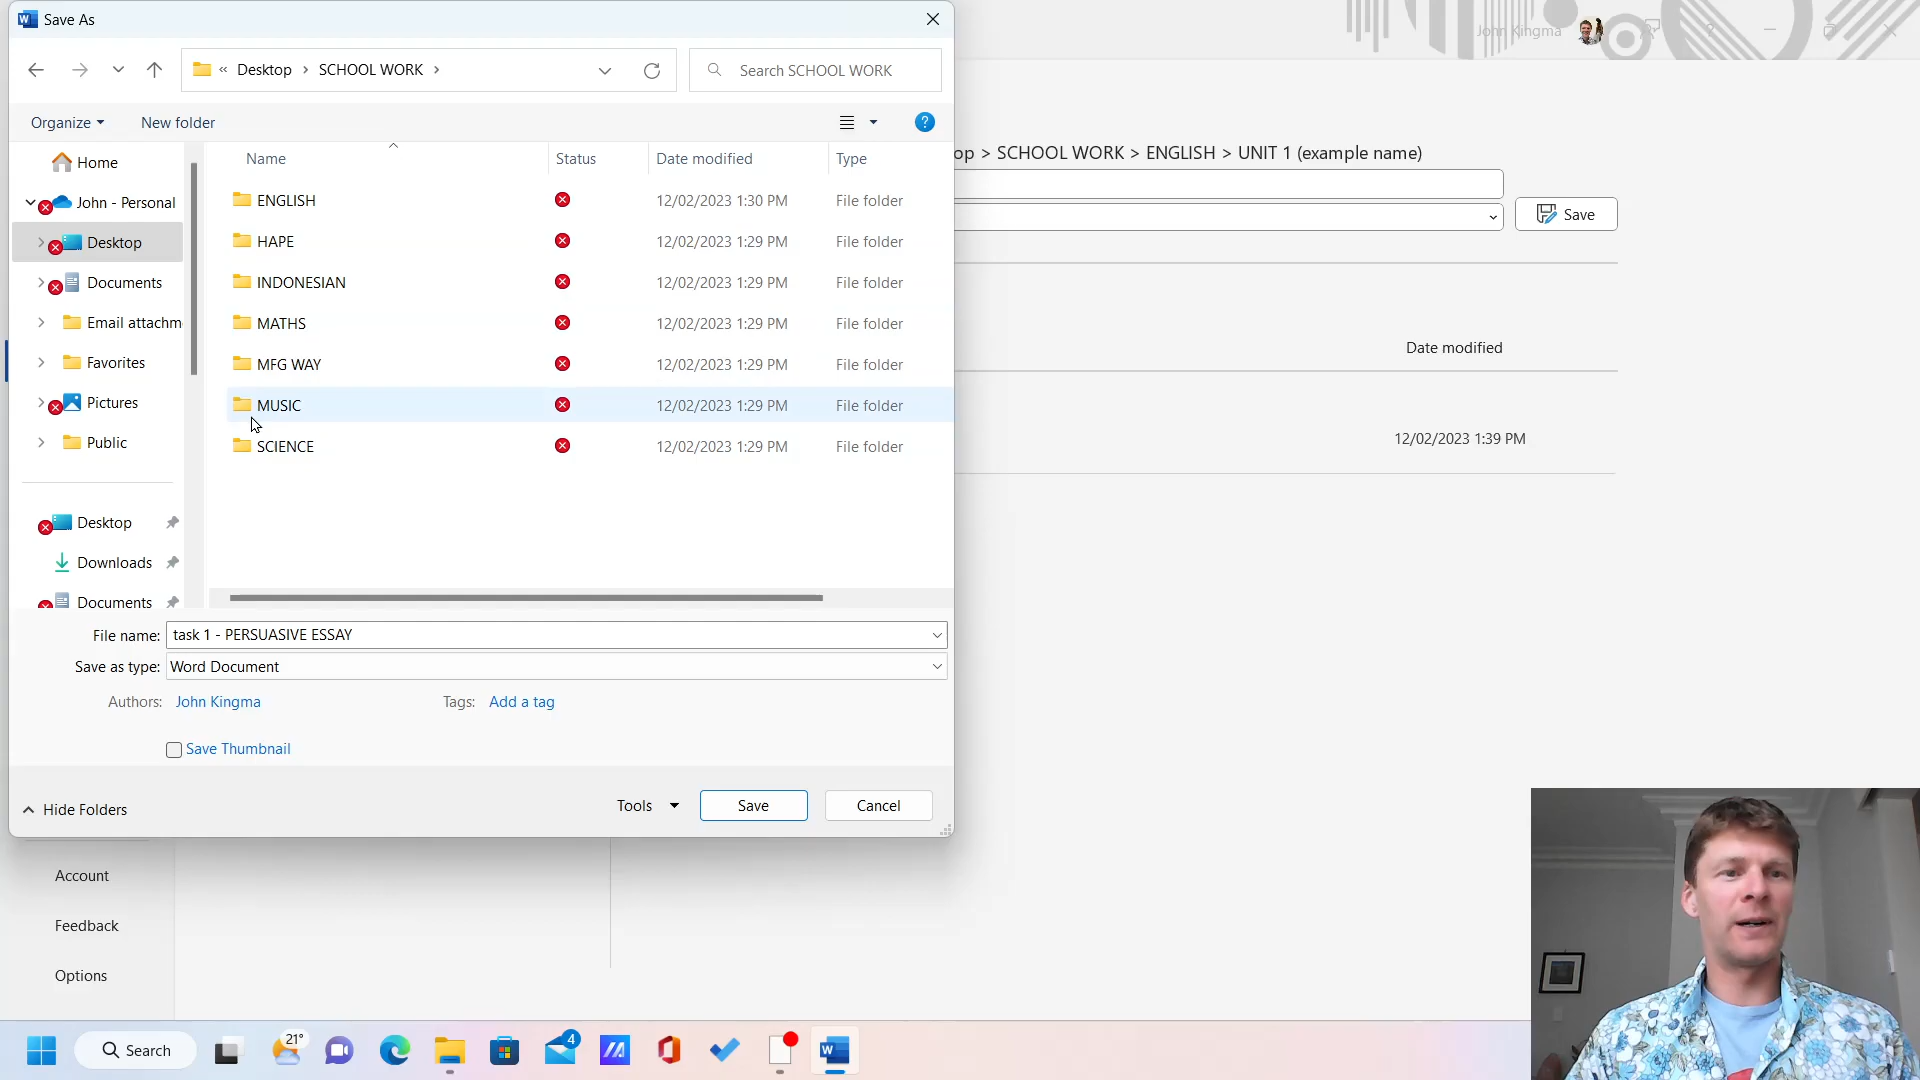 Save As
John Kingma
« Desktop › SCHOOL WORK ›
Search SCHOOL WORK
Organize
New folder
?
Name
Status
Date modified
Type
Home
John - Personal
Desktop
Documents
Email attachm
Favorites
Pictures
Public
Desktop
Downloads
Documents
ENGLISH 12/02/2023 1:30 PM File folder
HAPE 12/02/2023 1:29 PM File folder
INDONESIAN 12/02/2023 1:29 PM File folder
MATHS 12/02/2023 1:29 PM File folder
MFG WAY 12/02/2023 1:29 PM File folder
MUSIC 12/02/2023 1:29 PM File folder
SCIENCE 12/02/2023 1:29 PM File folder
op > SCHOOL WORK > ENGLISH > UNIT 1 (example name)
Save
Date modified
12/02/2023 1:39 PM
File name: task 1 - PERSUASIVE ESSAY
Save as type: Word Document
Authors: John Kingma Tags: Add a tag
Save Thumbnail
Hide Folders
Tools
Save
Cancel
Account
Feedback
Options
Search
21°
4
W